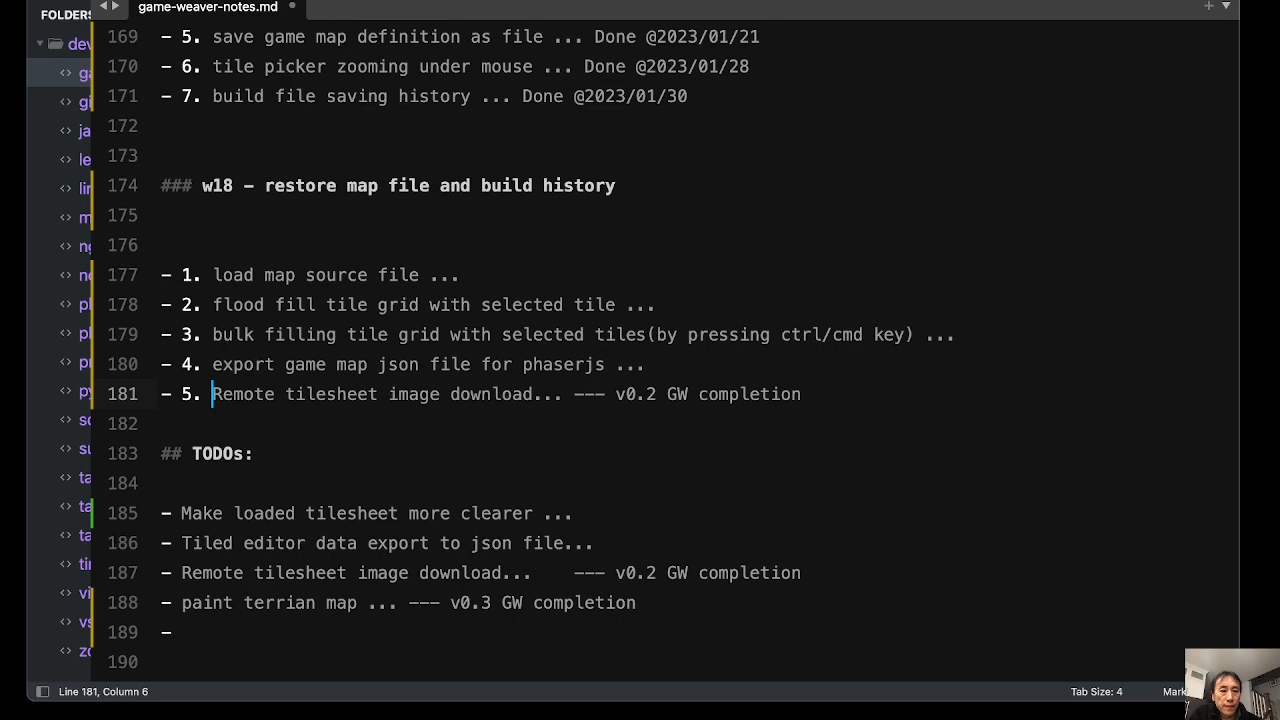 FOLDERS
game-weaver-notes.md
dev
169 - 5. save game map definition as file ... Done @2023/01/21
170 - 6. tile picker zooming under mouse ... Done @2023/01/28
171 - 7. build file saving history ... Done @2023/01/30
172
173
174 ### w18 - restore map file and build history
175
176
177 - 1. load map source file ...
178 - 2. flood fill tile grid with selected tile ...
179 - 3. bulk filling tile grid with selected tiles(by pressing ctrl/cmd key) ...
180 - 4. export game map json file for phaserjs ...
181 - 5. Remote tilesheet image download... --- v0.2 GW completion
182
183 ## TODOs:
184
185 - Make loaded tilesheet more clearer ...
186 - Tiled editor data export to json file...
187 - Remote tilesheet image download... --- v0.2 GW completion
188 - paint terrian map ... --- v0.3 GW completion
189 -
190
Line 181, Column 6
Tab Size: 4
Mark